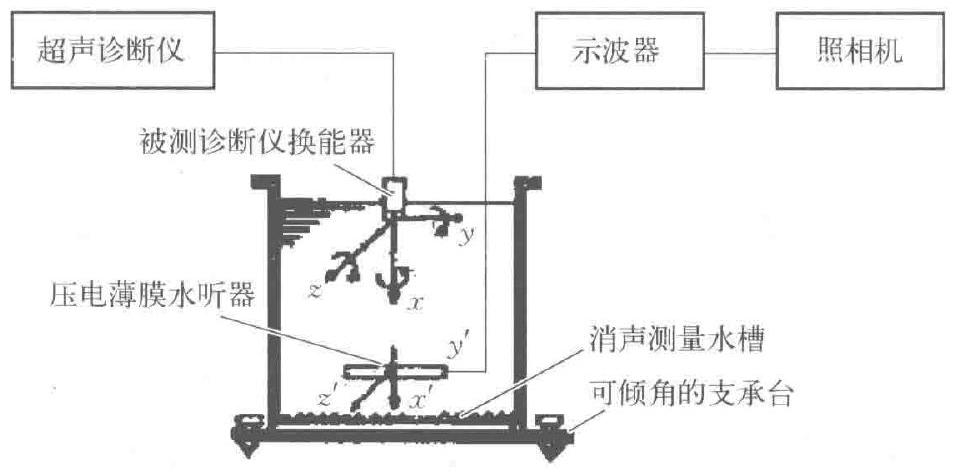 超声诊断仪
示波器
照相机
被测诊断仪换能器
y
z
x
压电薄膜水听器
y′
z′
x′
消声测量水槽
可倾角的支承台